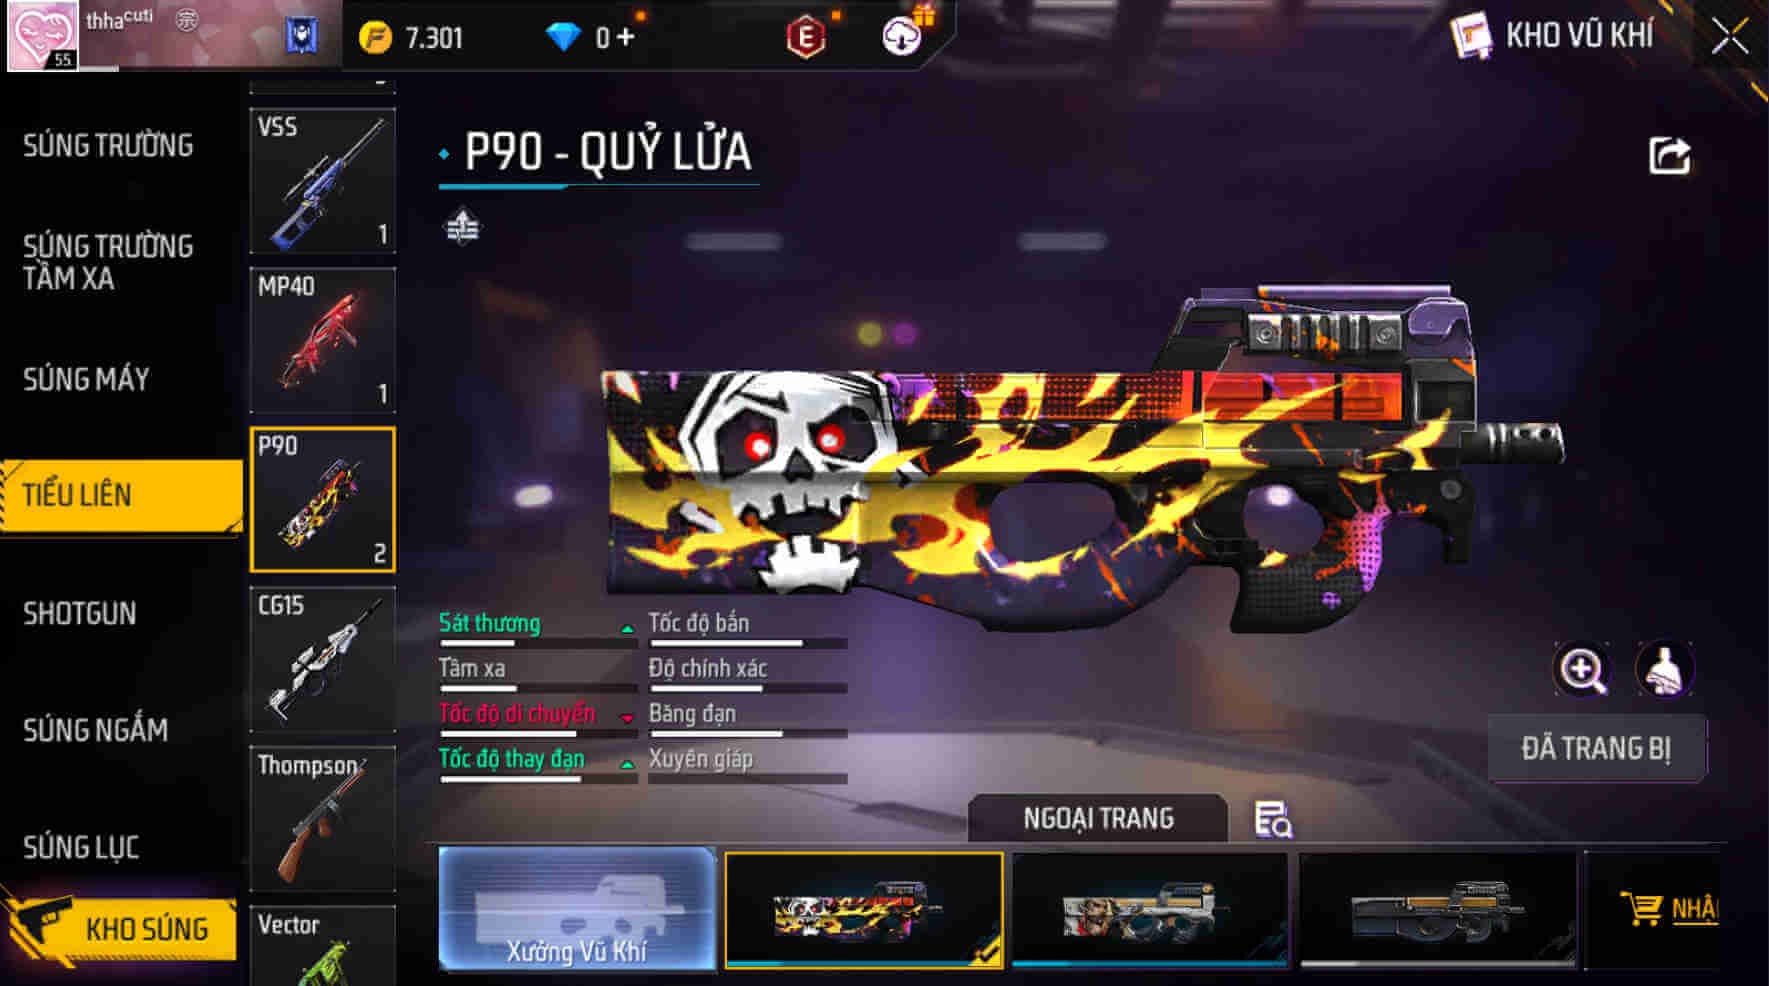 thhacuti 宗
55
7.301
0 +
E
KHO VŨ KHÍ
SÚNG TRƯỜNG
SÚNG TRƯỜNG
TẦM XA
SÚNG MÁY
TIỂU LIÊN
SHOTGUN
SÚNG NGẮM
SÚNG LỤC
KHO SÚNG
VSS
1
MP40
1
P90
2
CG15
Thompson
Vector
P90 - QUỶ LỬA
Sát thương
Tốc độ bắn
Tầm xa
Độ chính xác
Tốc độ di chuyển
Băng đạn
Tốc độ thay đạn
Xuyên giáp
ĐÃ TRANG BỊ
NGOẠI TRANG
Xưởng Vũ Khí